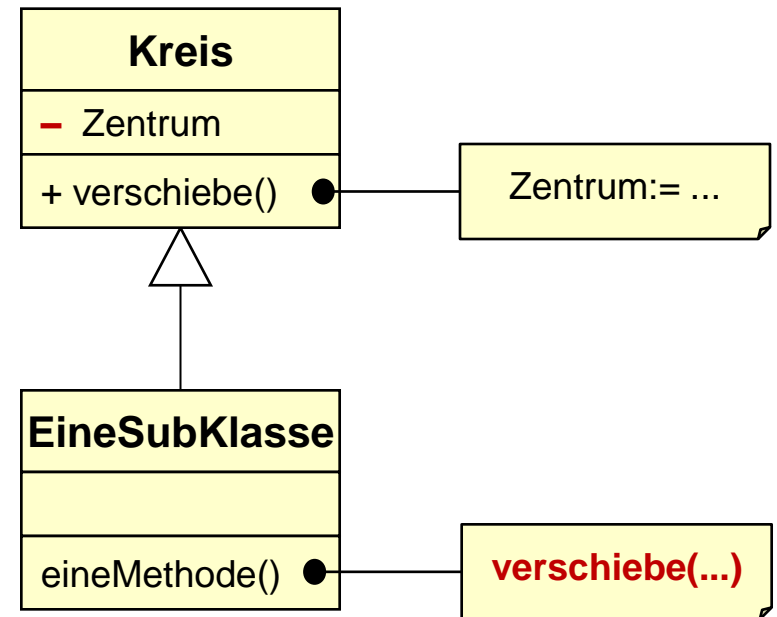 Kreis
– Zentrum
+ verschiebe()
Zentrum:= ...
EineSubKlasse
eineMethode()
verschiebe(...)